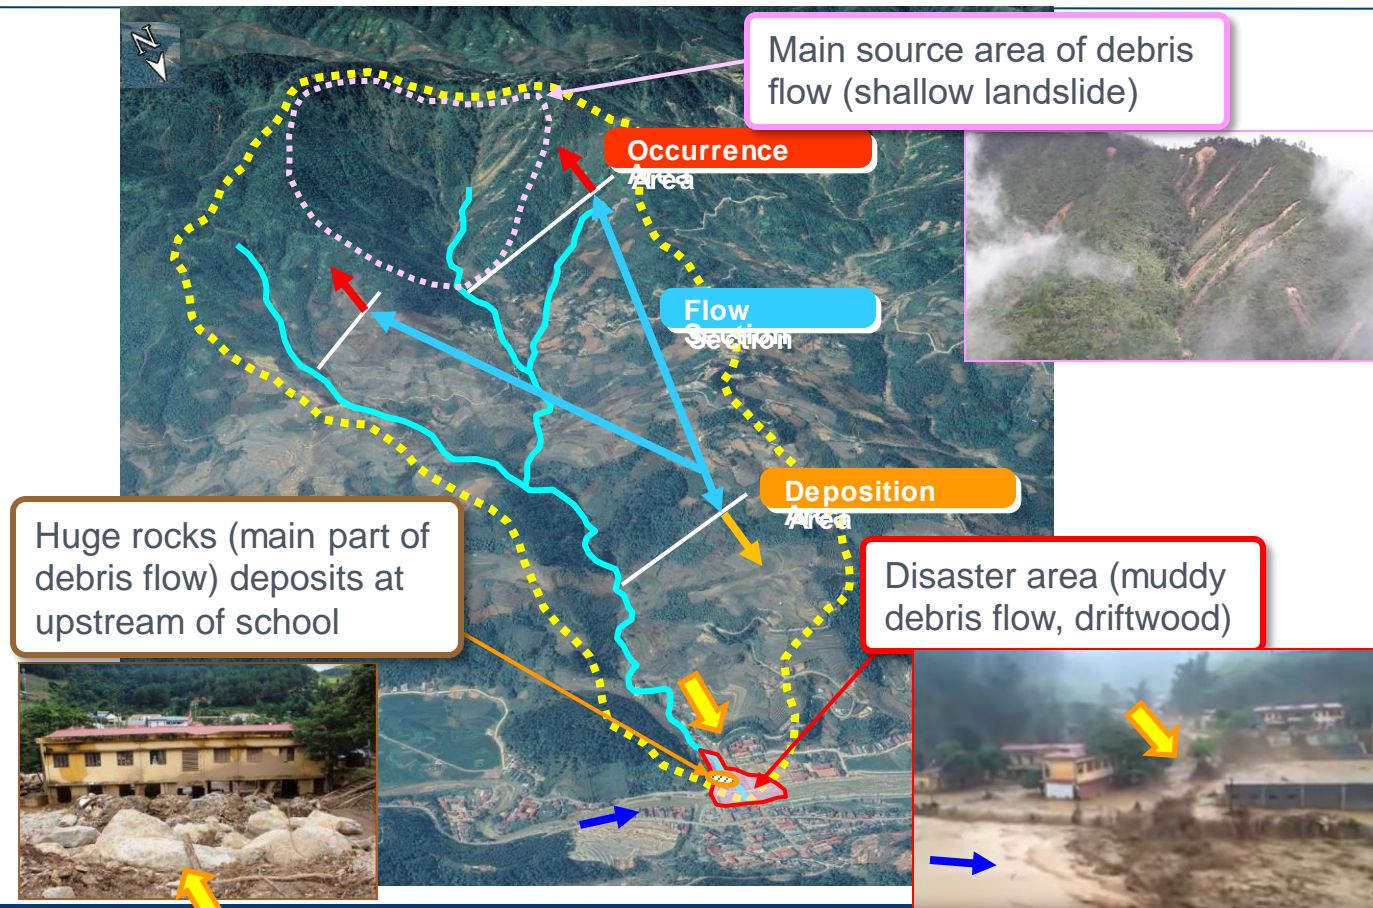 N
Main source area of debris
flow (shallow landslide)
Occurrence
Area
Flow
Section
Deposition
Area
Huge rocks (main part of
debris flow) deposits at
upstream of school
Disaster area (muddy
debris flow, driftwood)